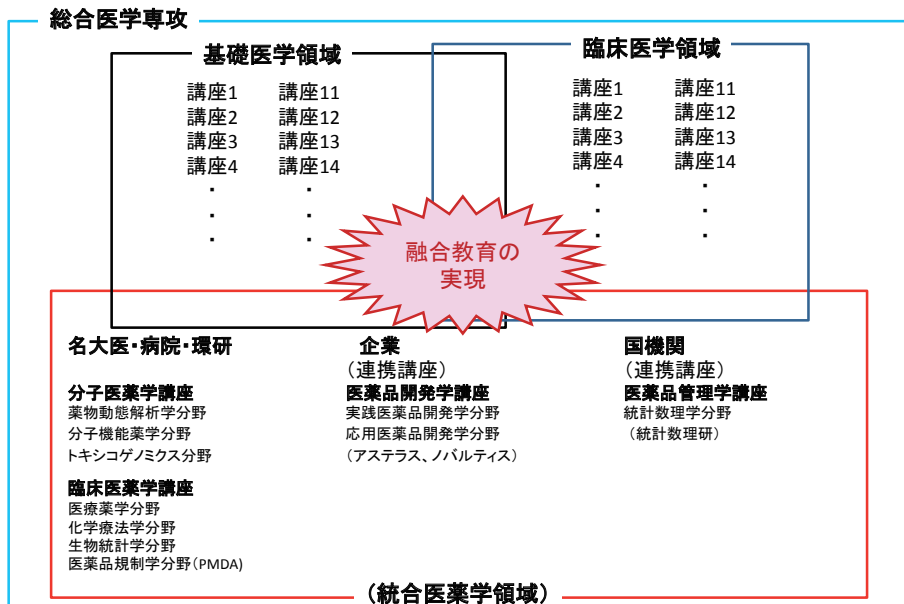 総合医学専攻
基礎医学領域
講座1 講座11
講座2 講座12
講座3 講座13
講座4 講座14
・ ・
・ ・
・ ・
臨床医学領域
講座1 講座11
講座2 講座12
講座3 講座13
講座4 講座14
・ ・
・ ・
・ ・
融合教育の
実現
名大医・病院・環研
分子医薬学講座
薬物動態解析学分野
分子機能薬学分野
トキシコゲノミクス分野
臨床医薬学講座
医療薬学分野
化学療法学分野
生物統計学分野
医薬品規制学分野(PMDA)
企業
(連携講座)
医薬品開発学講座
実践医薬品開発学分野
応用医薬品開発学分野
(アステラス、ノバルティス)
国機関
(連携講座)
医薬品管理学講座
統計数理学分野
(統計数理研)
(統合医薬学領域)